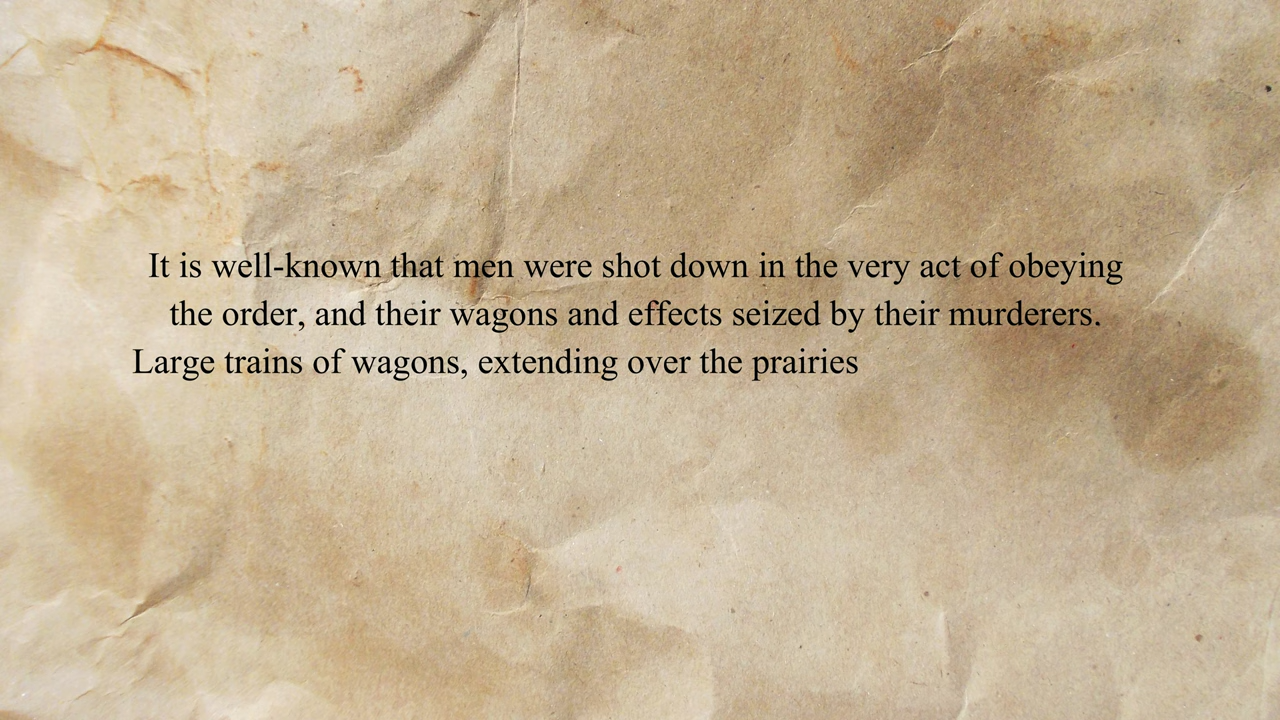 It is well-known that men were shot down in the very act of obeying
the order, and their wagons and effects seized by their murderers.
Large trains of wagons, extending over the prairies